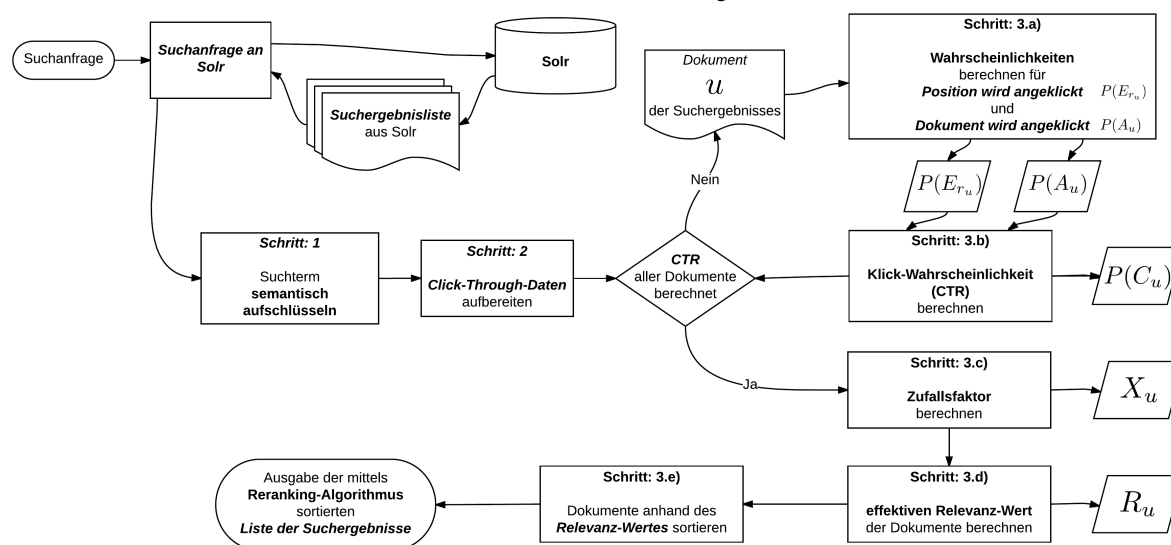 Suchanfrage
Suchanfrage an
Solr
Solr
Suchergebnisliste
aus Solr
Dokument
u
der Suchergebnisses
Schritt: 3.a)
Wahrscheinlichkeiten
berechnen für
Position wird angeklickt P(E_{r_u})
und
Dokument wird angeklickt P(A_u)
Nein
P(E_{r_u})
P(A_u)
Schritt: 1
Suchterm
semantisch
aufschlüsseln
Schritt: 2
Click-Through-Daten
aufbereiten
CTR
aller Dokumente
berechnet
Schritt: 3.b)
Klick-Wahrscheinlichkeit
(CTR)
berechnen
P(C_u)
Ja
Schritt: 3.c)
Zufallsfaktor
berechnen
X_u
Ausgabe der mittels
Reranking-Algorithmus
sortierten
Liste der Suchergebnisse
Schritt: 3.e)
Dokumente anhand des
Relevanz-Wertes sortieren
Schritt: 3.d)
effektiven Relevanz-Wert
der Dokumente berechnen
R_u